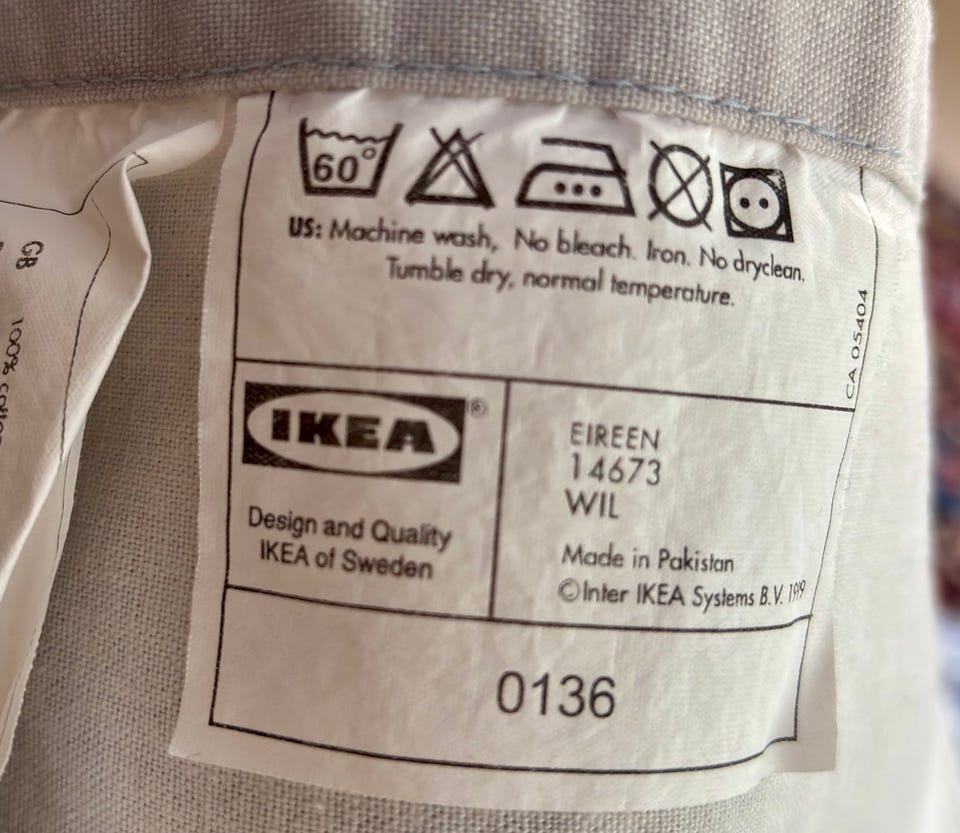 60°
US: Machine wash, No bleach. Iron. No dryclean.
Tumble dry, normal temperature.
CA 05404
IKEA®
Design and Quality
IKEA of Sweden
EIREEN
14673
WIL
Made in Pakistan
©Inter IKEA Systems B.V.
0136
GB
100%